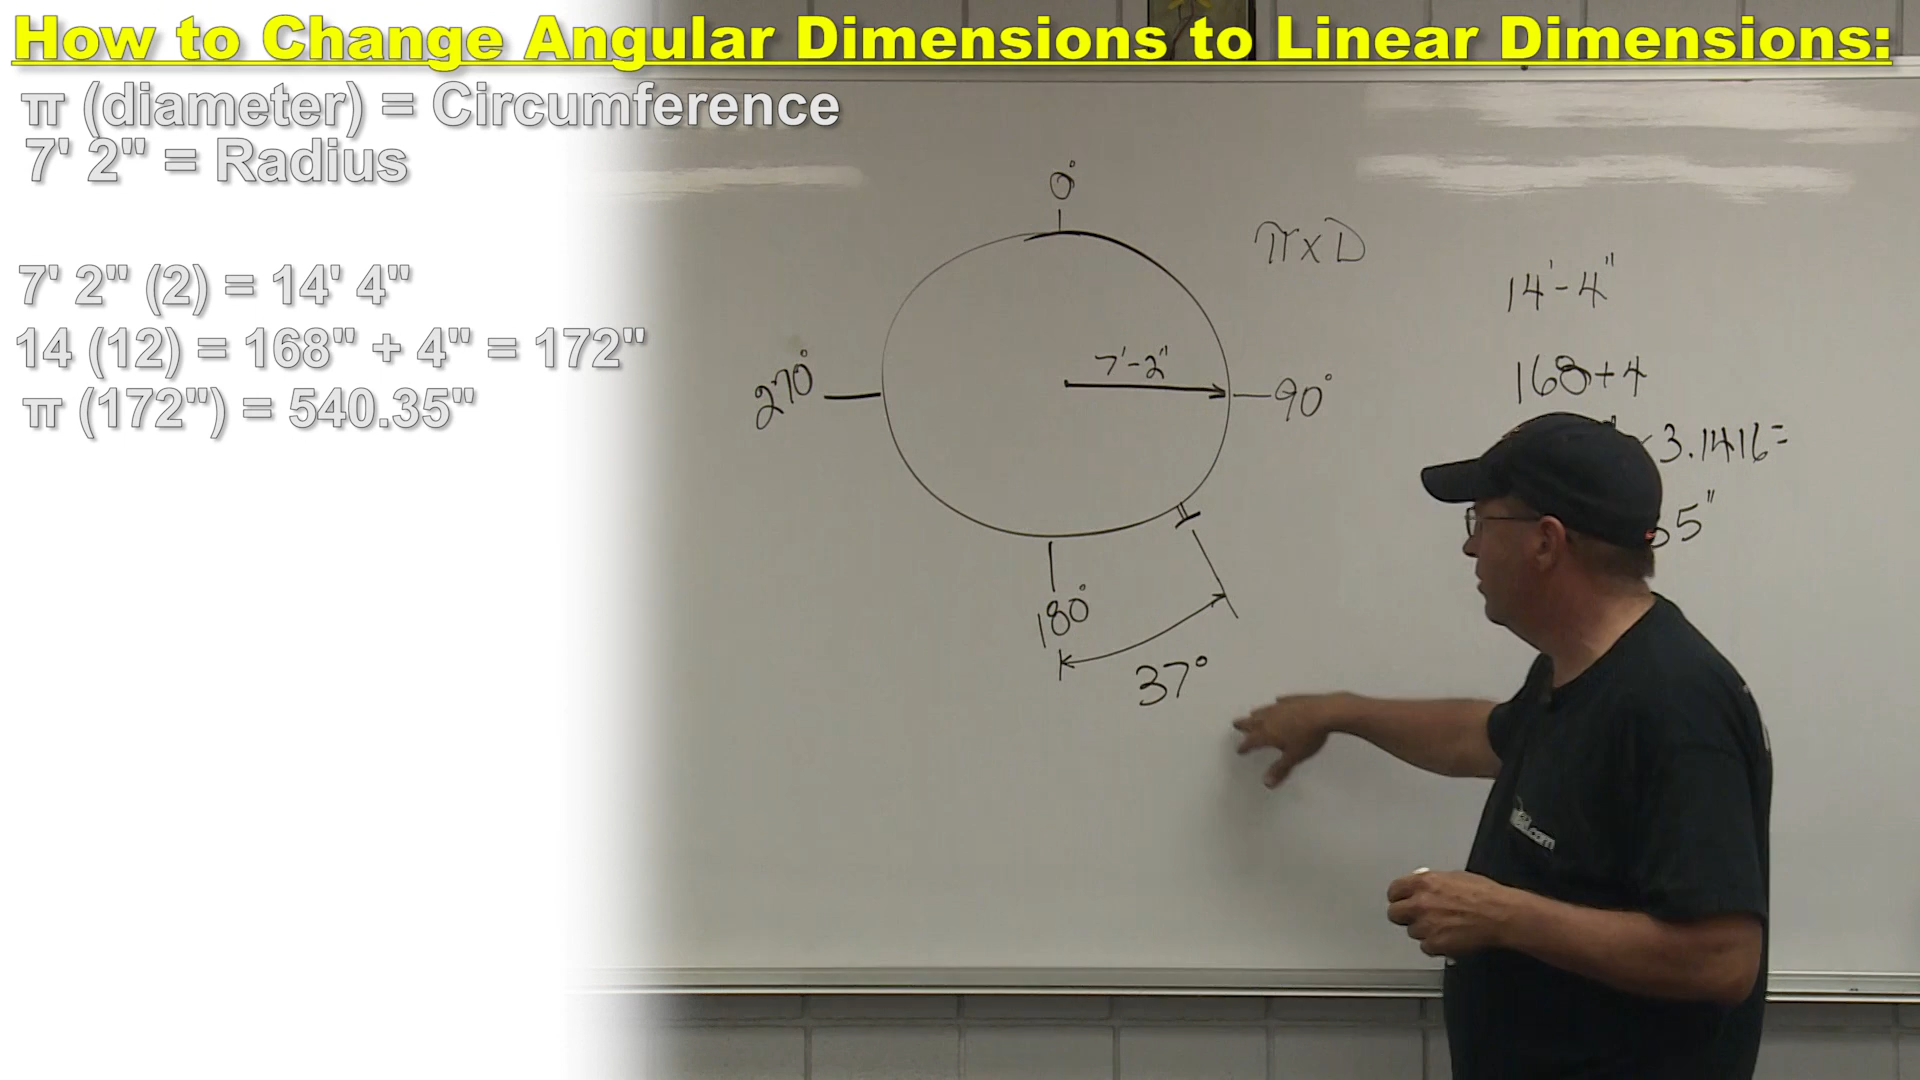 How to Change Angular Dimensions to Linear Dimensions:
π (diameter) = Circumference
7' 2" = Radius
7' 2" (2) = 14' 4"
14 (12) = 168" + 4" = 172"
π (172") = 540.35"
0°
π x D
14'-4"
7'-2"
270°
90°
168+4
3.1416=
35"
180°
37°
.com